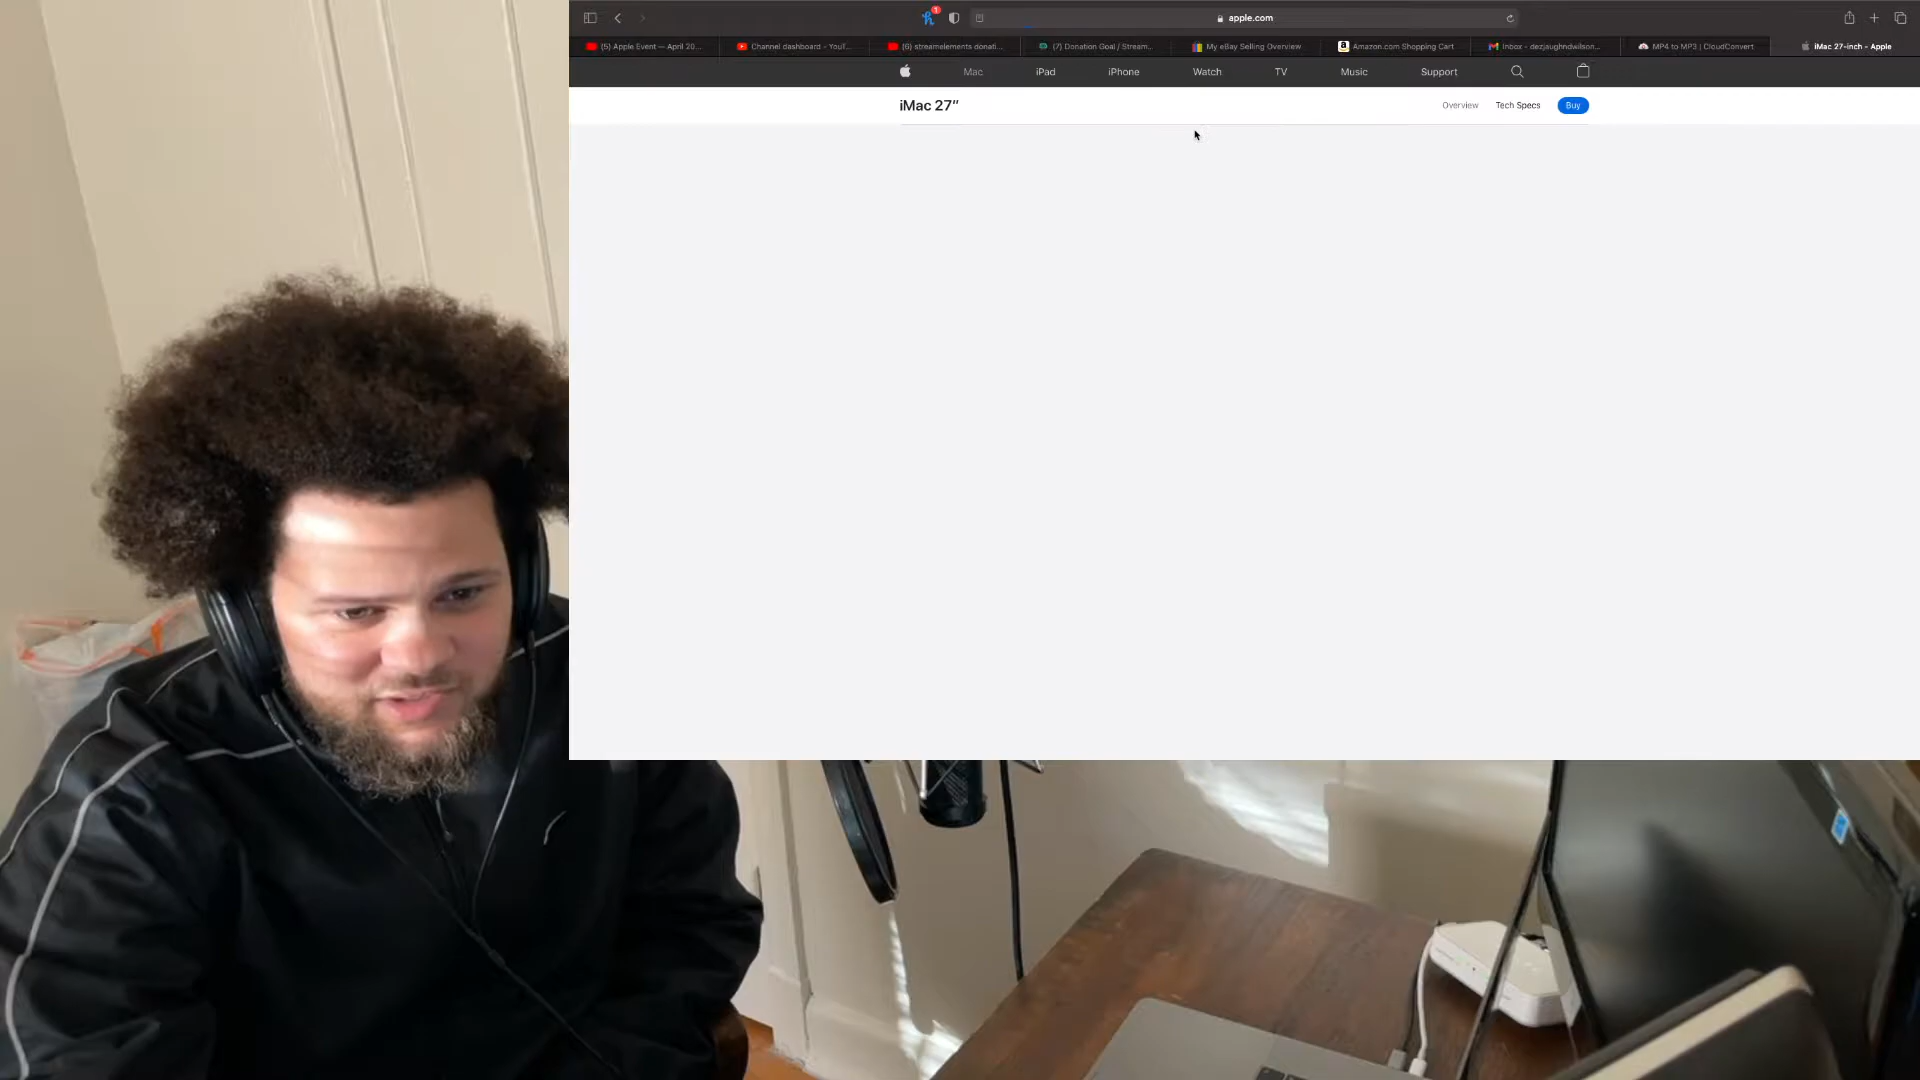 apple.com
(5) Apple Event — April 20...
Channel dashboard - YouT...
(6) streamelements donati...
(7) Donation Goal / Stream...
My eBay Selling Overview
Amazon.com Shopping Cart
Inbox - dezjaughndwilson...
MP4 to MP3 | CloudConvert
iMac 27-inch - Apple
Mac iPad iPhone Watch TV Music Support
iMac 27″
Overview Tech Specs Buy